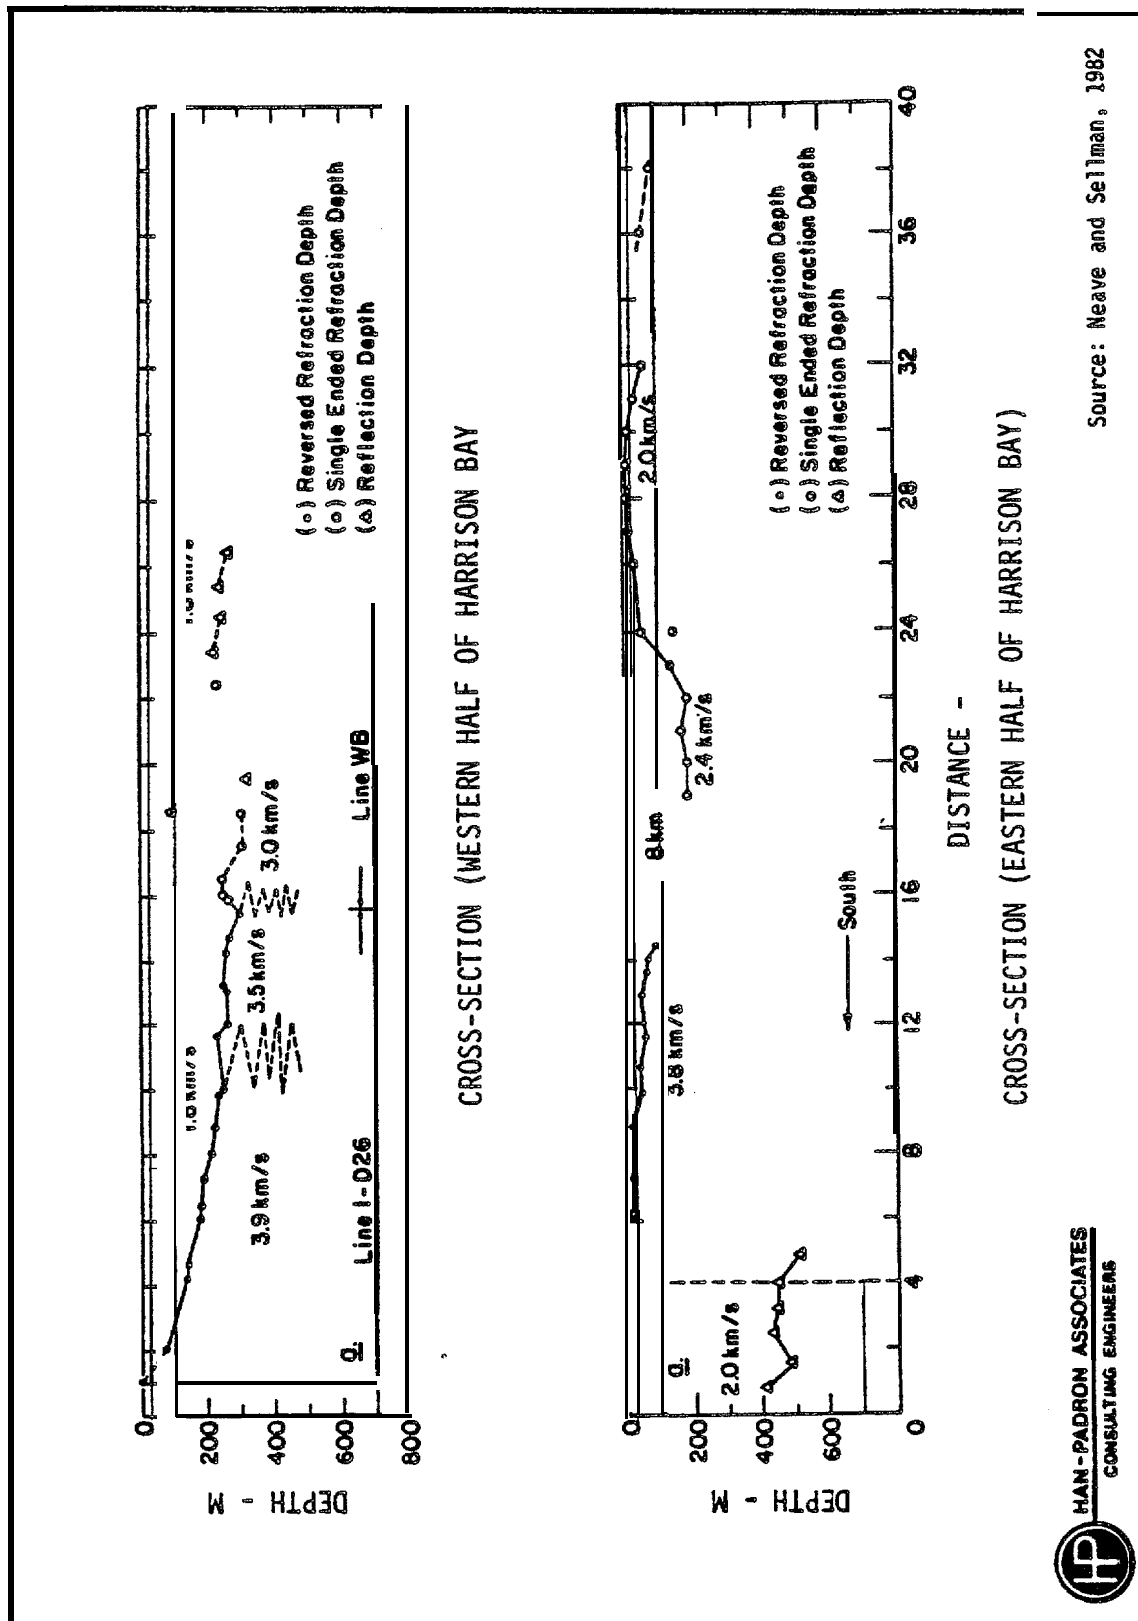 0
200
400
600
800
DEPTH - M
3.9 km/s
3.5 km/s
3.0 km/s
a.
Line I-026
Line WB
(o) Reversed Refraction Depth
(o) Single Ended Refraction Depth
(Δ) Reflection Depth
CROSS-SECTION (WESTERN HALF OF HARRISON BAY
0
200
400
600
DEPTH - M
a.
2.0 km/s
3.8 km/s
8 km
2.4 km/s
2.0 km/s
South
(o) Reversed Refraction Depth
(o) Single Ended Refraction Depth
(Δ) Reflection Depth
0
4
8
12
16
20
24
28
32
36
40
DISTANCE -
CROSS-SECTION (EASTERN HALF OF HARRISON BAY)
Source: Neave and Sellman, 1982
HP
HAN-PADRON ASSOCIATES
CONSULTING ENGINEERS